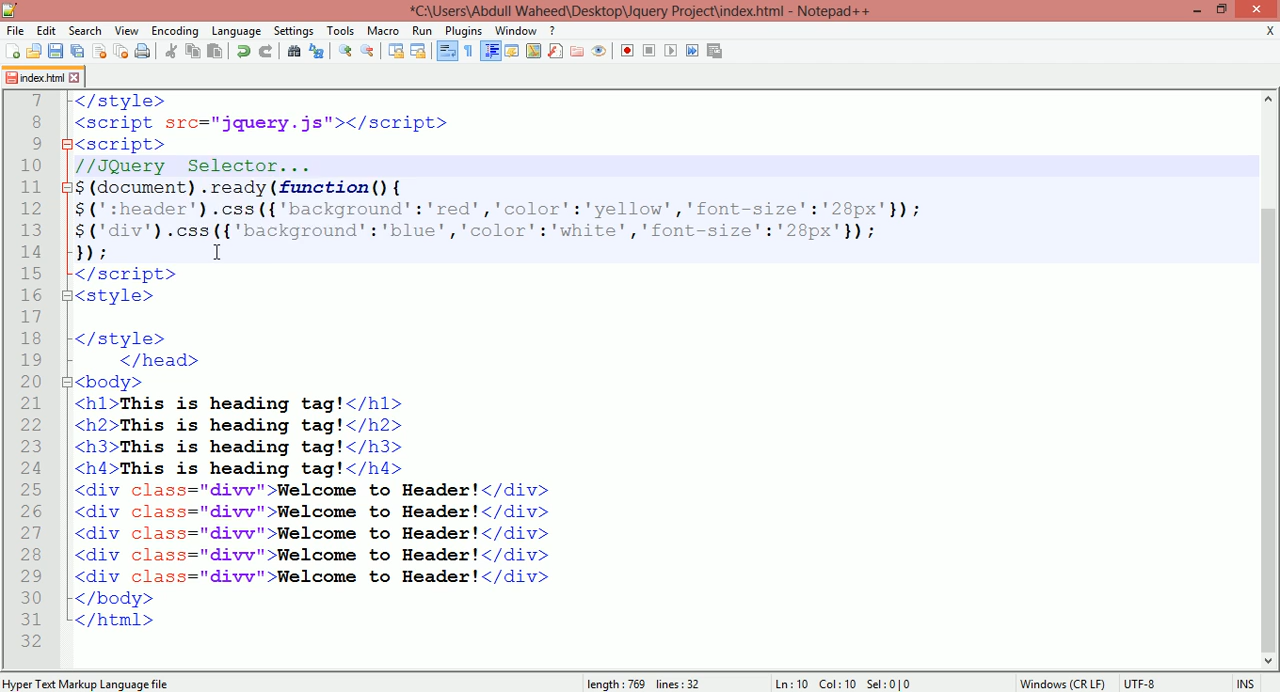 *C:\Users\Abdull Waheed\Desktop\Jquery Project\index.html - Notepad++
File Edit Search View Encoding Language Settings Tools Macro Run Plugins Window ? X
index.html
7 </style>
8 <script src="jquery.js"></script>
9 <script>
10 //JQuery  Selector...
11 $(document).ready(function(){
12 $(':header').css({'background':'red','color':'yellow','font-size':'28px'});
13 $('div').css({'background':'blue','color':'white','font-size':'28px'});
14 });
15 </script>
16 <style>
17
18 </style>
19     </head>
20 <body>
21 <h1>This is heading tag!</h1>
22 <h2>This is heading tag!</h2>
23 <h3>This is heading tag!</h3>
24 <h4>This is heading tag!</h4>
25 <div class="divv">Welcome to Header!</div>
26 <div class="divv">Welcome to Header!</div>
27 <div class="divv">Welcome to Header!</div>
28 <div class="divv">Welcome to Header!</div>
29 <div class="divv">Welcome to Header!</div>
30 </body>
31 </html>
32
Hyper Text Markup Language file length : 769 lines : 32 Ln : 10 Col : 10 Sel : 0 | 0 Windows (CR LF) UTF-8 INS